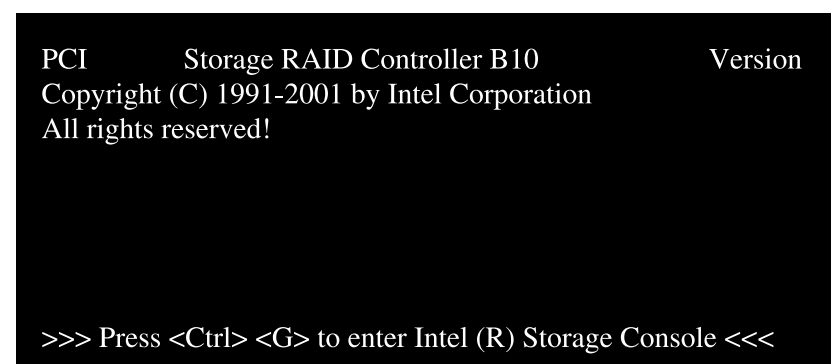 PCI Storage RAID Controller B10 Version
Copyright (C) 1991-2001 by Intel Corporation
All rights reserved!
>>> Press <Ctrl> <G> to enter Intel (R) Storage Console <<<